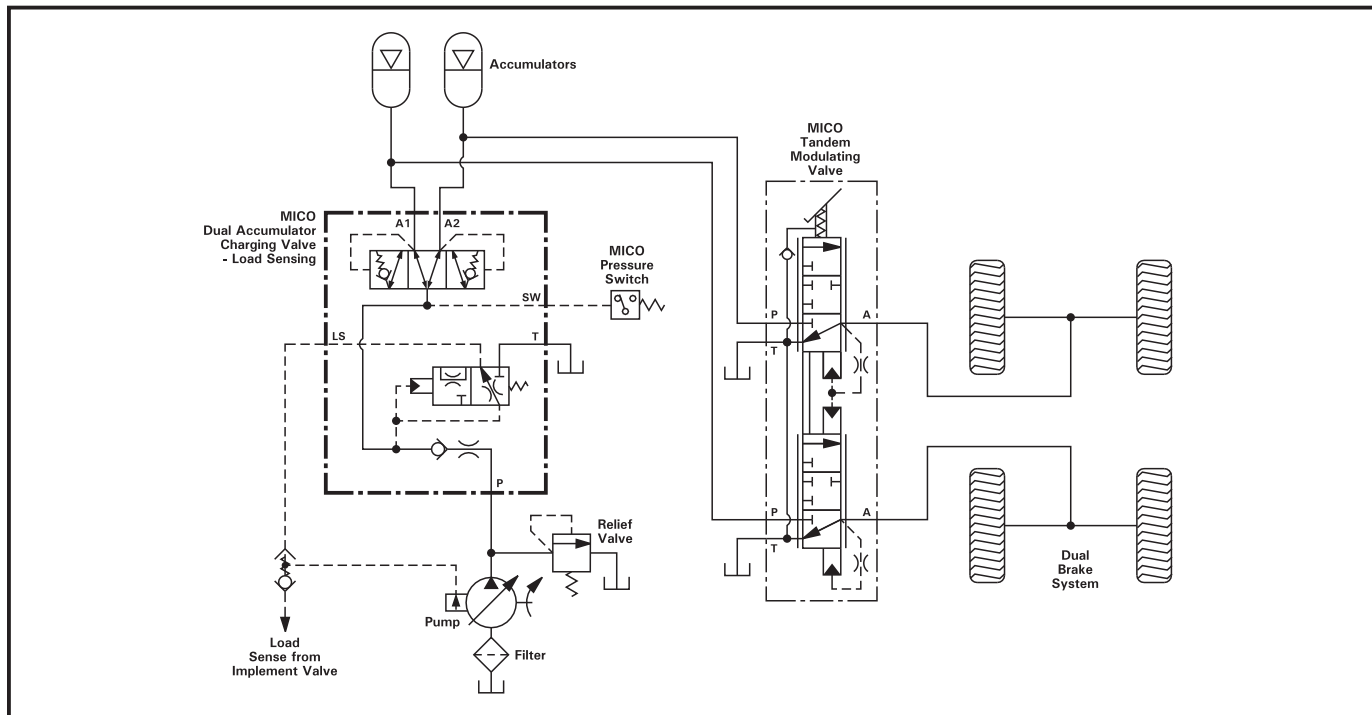 Accumulators
MICO
Tandem
Modulating
Valve
MICO
Dual Accumulator
Charging Valve
- Load Sensing
A1
A2
MICO
Pressure
Switch
SW
LS
T
P
P
A
T
P
A
T
Relief
Valve
Pump
Filter
Load
Sense from
Implement Valve
Dual
Brake
System